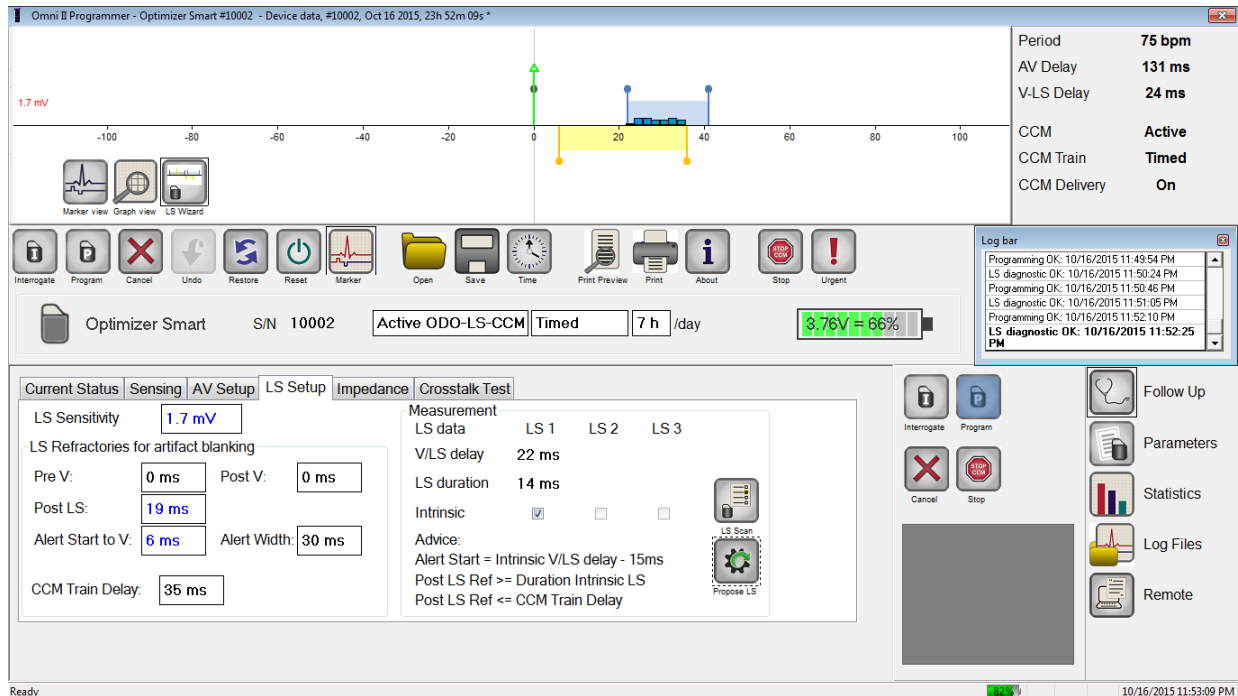 Omni II Programmer - Optimizer Smart #10002 - Device data, #10002, Oct 16 2015, 23h 52m 09s *
1.7 mV
-100 -80 -60 -40 -20 0 20 40 60 80 100
Marker view Graph view LS Wizard
Period 75 bpm
AV Delay 131 ms
V-LS Delay 24 ms
CCM Active
CCM Train Timed
CCM Delivery On
Interrogate Program Cancel Undo Restore Reset Marker Open Save Time Print Preview Print About Stop Urgent
STOP
CCM
Log bar
Programming OK: 10/16/2015 11:49:54 PM
LS diagnostic OK: 10/16/2015 11:50:24 PM
Programming OK: 10/16/2015 11:50:46 PM
LS diagnostic OK: 10/16/2015 11:51:05 PM
Programming OK: 10/16/2015 11:52:10 PM
LS diagnostic OK: 10/16/2015 11:52:25
PM
Optimizer Smart S/N 10002 Active ODO-LS-CCM Timed 7 h /day 3.76V = 66%
Current Status Sensing AV Setup LS Setup Impedance Crosstalk Test
LS Sensitivity 1.7 mV
LS Refractories for artifact blanking
Pre V: 0 ms Post V: 0 ms
Post LS: 19 ms
Alert Start to V: 6 ms Alert Width: 30 ms
CCM Train Delay: 35 ms
Measurement
LS data LS 1 LS 2 LS 3
V/LS delay 22 ms
LS duration 14 ms
Intrinsic
Advice:
Alert Start = Intrinsic V/LS delay - 15ms
Post LS Ref >= Duration Intrinsic LS
Post LS Ref <= CCM Train Delay
LS Scan
Propose LS
Interrogate Program
STOP
CCM
Cancel Stop
Follow Up
Parameters
Statistics
Log Files
Remote
Ready 82% 10/16/2015 11:53:09 PM